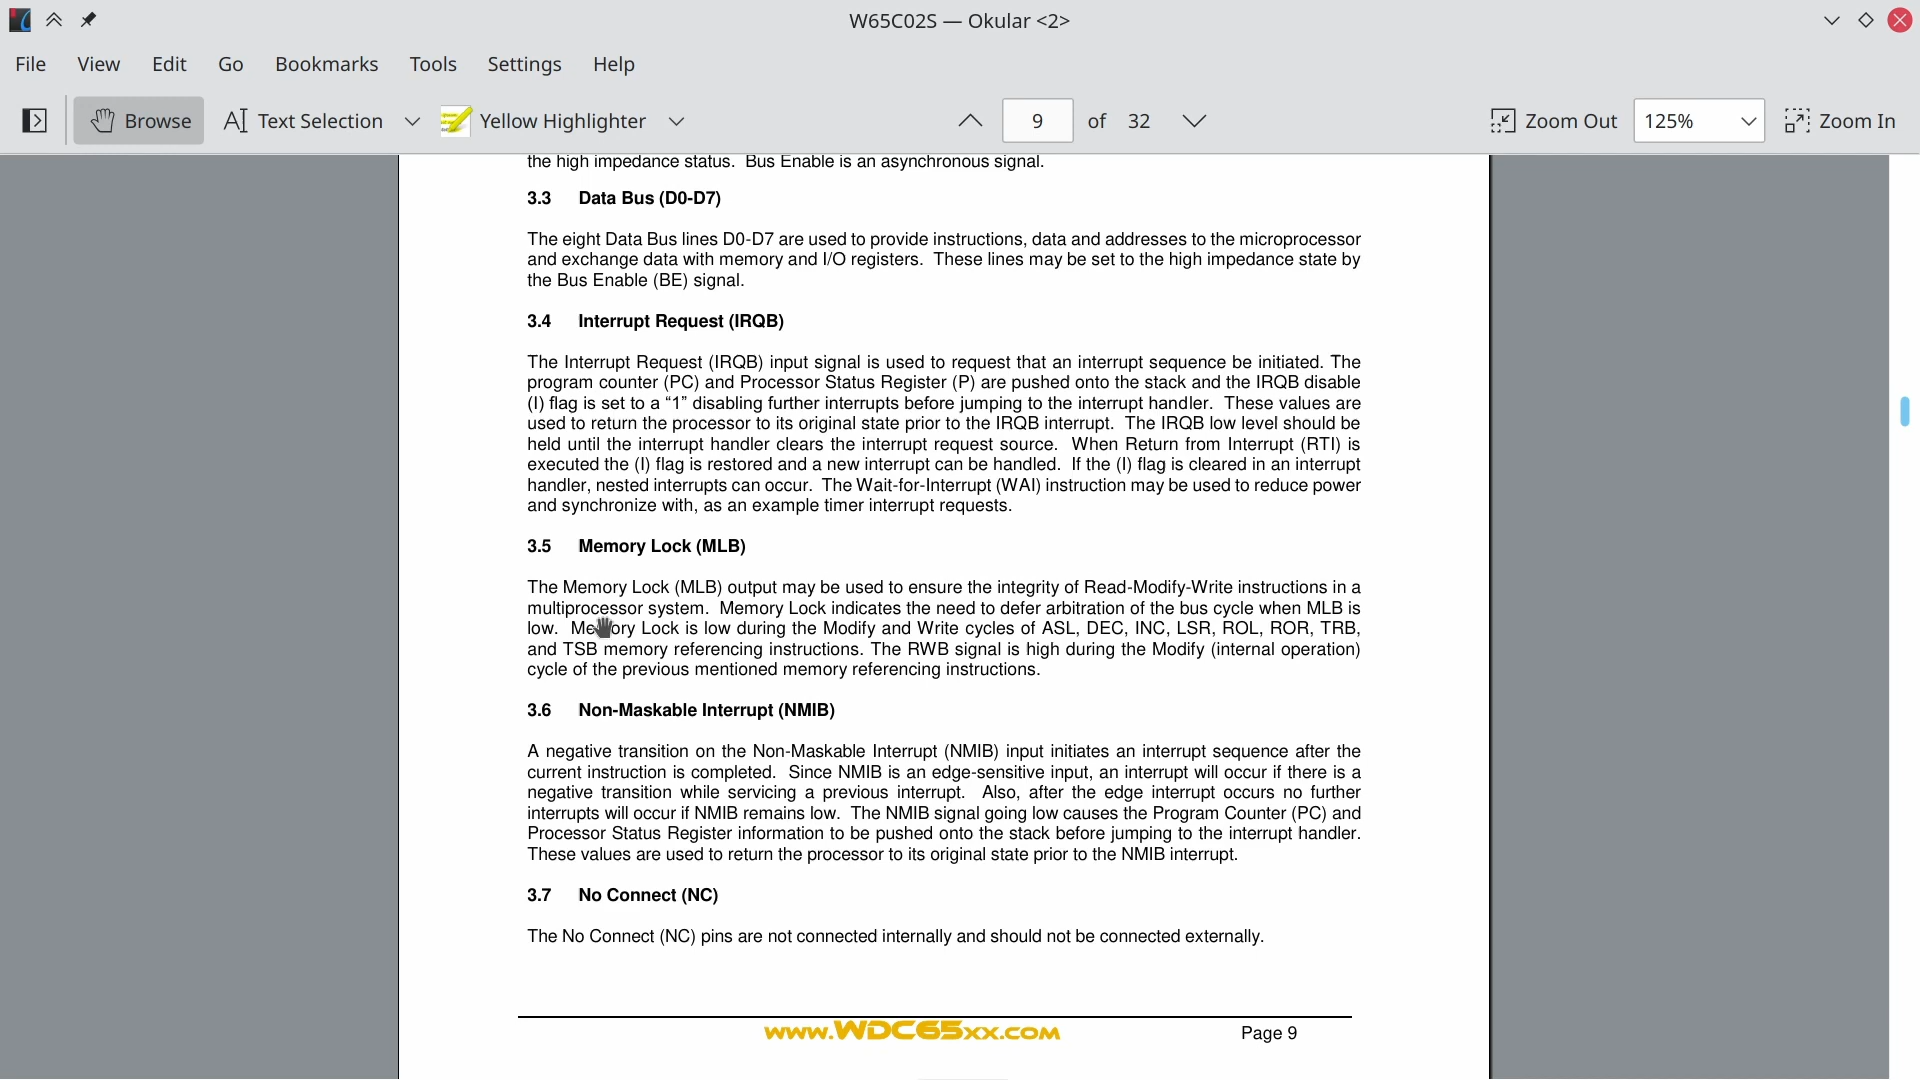 W65C02S — Okular <2>
File View Edit Go Bookmarks Tools Settings Help
Browse Text Selection Yellow Highlighter 9 of 32 Zoom Out 125% Zoom In
the high impedance status. Bus Enable is an asynchronous signal.
3.3 Data Bus (D0-D7)
The eight Data Bus lines D0-D7 are used to provide instructions, data and addresses to the microprocessor
and exchange data with memory and I/O registers. These lines may be set to the high impedance state by
the Bus Enable (BE) signal.
3.4 Interrupt Request (IRQB)
The Interrupt Request (IRQB) input signal is used to request that an interrupt sequence be initiated. The
program counter (PC) and Processor Status Register (P) are pushed onto the stack and the IRQB disable
(I) flag is set to a “1” disabling further interrupts before jumping to the interrupt handler. These values are
used to return the processor to its original state prior to the IRQB interrupt. The IRQB low level should be
held until the interrupt handler clears the interrupt request source. When Return from Interrupt (RTI) is
executed the (I) flag is restored and a new interrupt can be handled. If the (I) flag is cleared in an interrupt
handler, nested interrupts can occur. The Wait-for-Interrupt (WAI) instruction may be used to reduce power
and synchronize with, as an example timer interrupt requests.
3.5 Memory Lock (MLB)
The Memory Lock (MLB) output may be used to ensure the integrity of Read-Modify-Write instructions in a
multiprocessor system. Memory Lock indicates the need to defer arbitration of the bus cycle when MLB is
low. Memory Lock is low during the Modify and Write cycles of ASL, DEC, INC, LSR, ROL, ROR, TRB,
and TSB memory referencing instructions. The RWB signal is high during the Modify (internal operation)
cycle of the previous mentioned memory referencing instructions.
3.6 Non-Maskable Interrupt (NMIB)
A negative transition on the Non-Maskable Interrupt (NMIB) input initiates an interrupt sequence after the
current instruction is completed. Since NMIB is an edge-sensitive input, an interrupt will occur if there is a
negative transition while servicing a previous interrupt. Also, after the edge interrupt occurs no further
interrupts will occur if NMIB remains low. The NMIB signal going low causes the Program Counter (PC) and
Processor Status Register information to be pushed onto the stack before jumping to the interrupt handler.
These values are used to return the processor to its original state prior to the NMIB interrupt.
3.7 No Connect (NC)
The No Connect (NC) pins are not connected internally and should not be connected externally.
www.WDC65xx.com Page 9